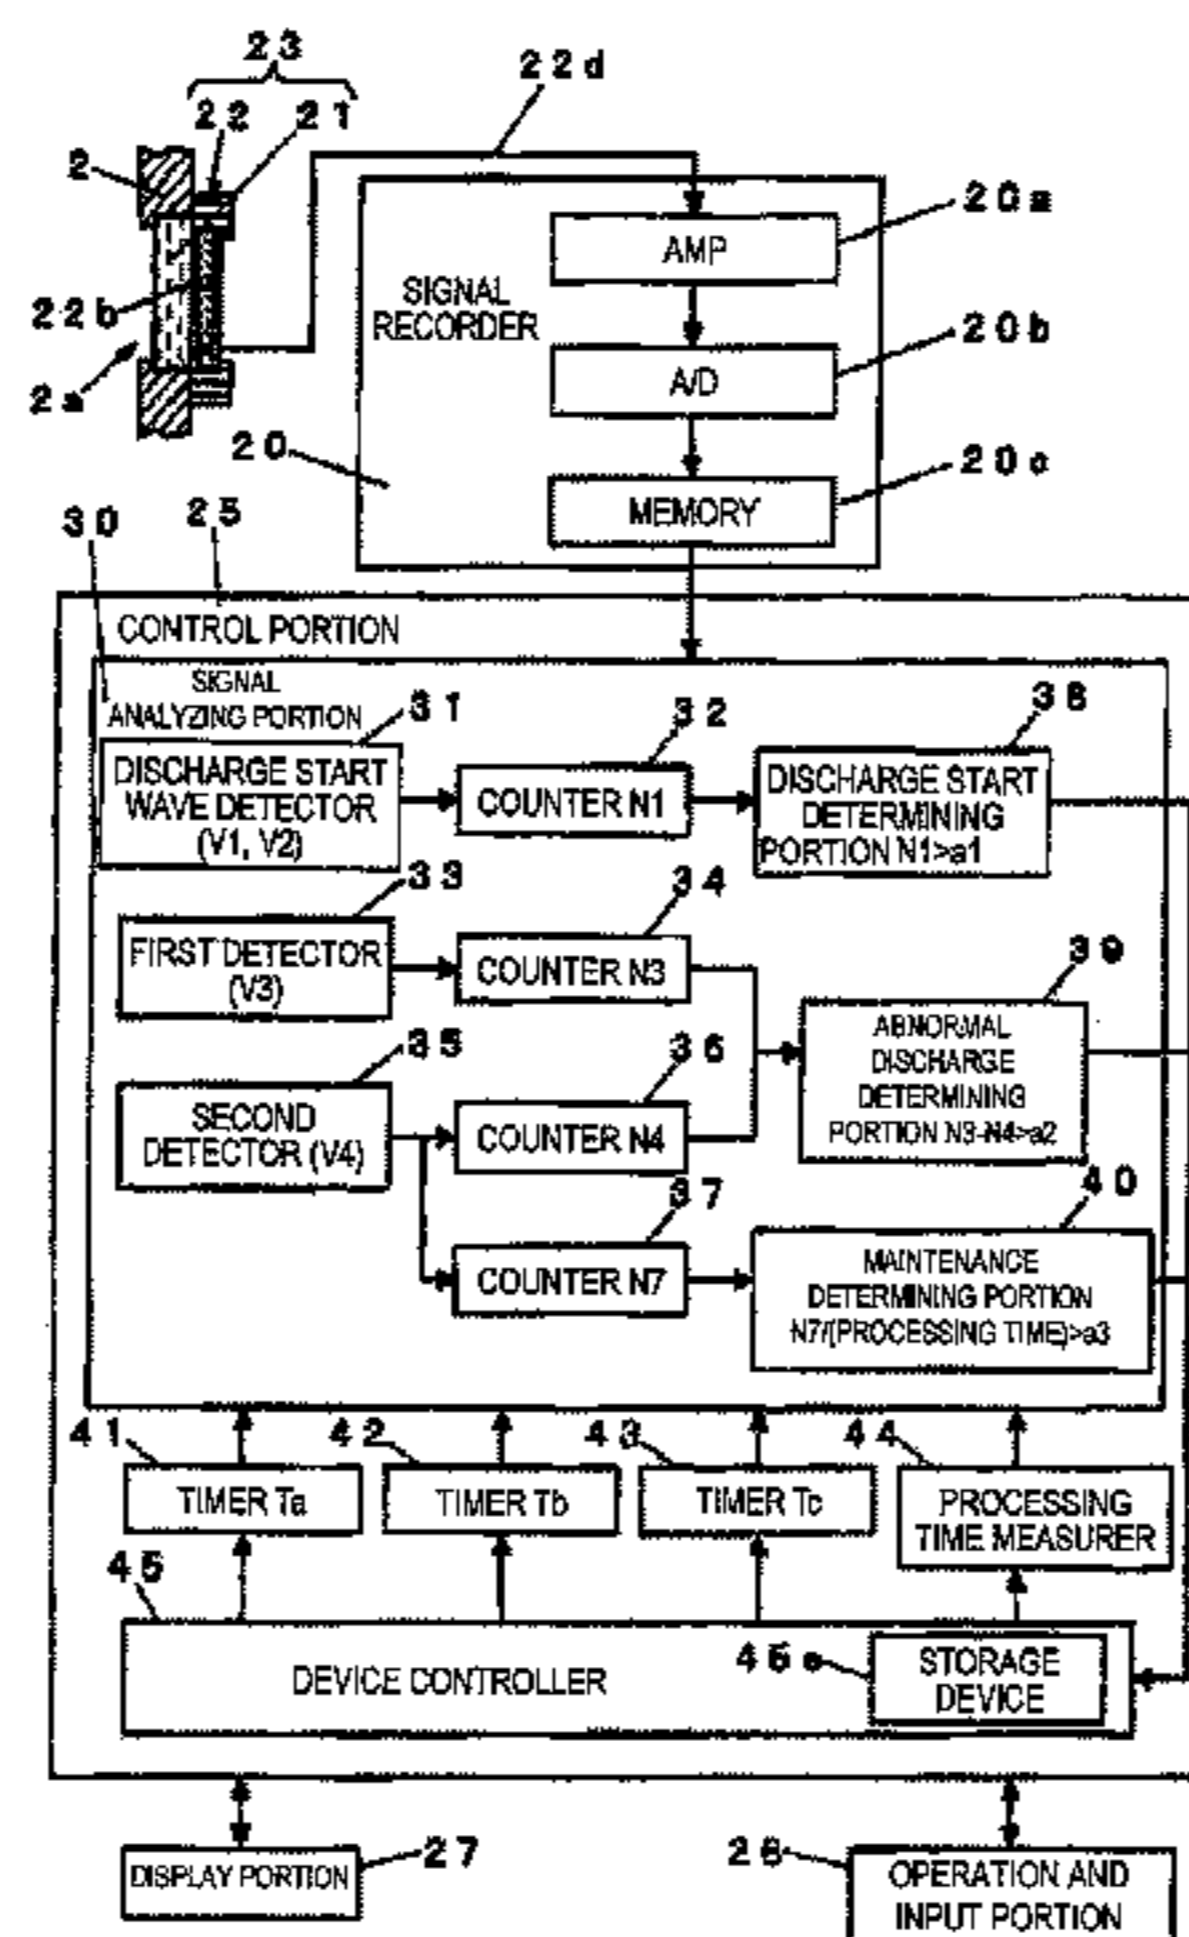 23
22 21
22d
2
20a
AMP
SIGNAL
RECORDER
22b
20b
A/D
2a
20
20c
MEMORY
30
25
CONTROL PORTION
SIGNAL
ANALYZING PORTION
31
32
38
DISCHARGE START
WAVE DETECTOR
(V1, V2)
COUNTER N1
DISCHARGE START
DETERMINING
PORTION N1>a1
33
34
FIRST DETECTOR
(V3)
COUNTER N3
39
ABNORMAL
DISCHARGE
DETERMINING
PORTION N3-N4>a2
35
36
SECOND
DETECTOR (V4)
COUNTER N4
37
40
COUNTER N7
MAINTENANCE
DETERMINING PORTION
N7/(PROCESSING TIME)>a3
41 42 43 44
TIMER Ta
TIMER Tb
TIMER Tc
PROCESSING
TIME MEASURER
45
DEVICE CONTROLLER
STORAGE
DEVICE
27
DISPLAY PORTION
OPERATION AND
INPUT PORTION